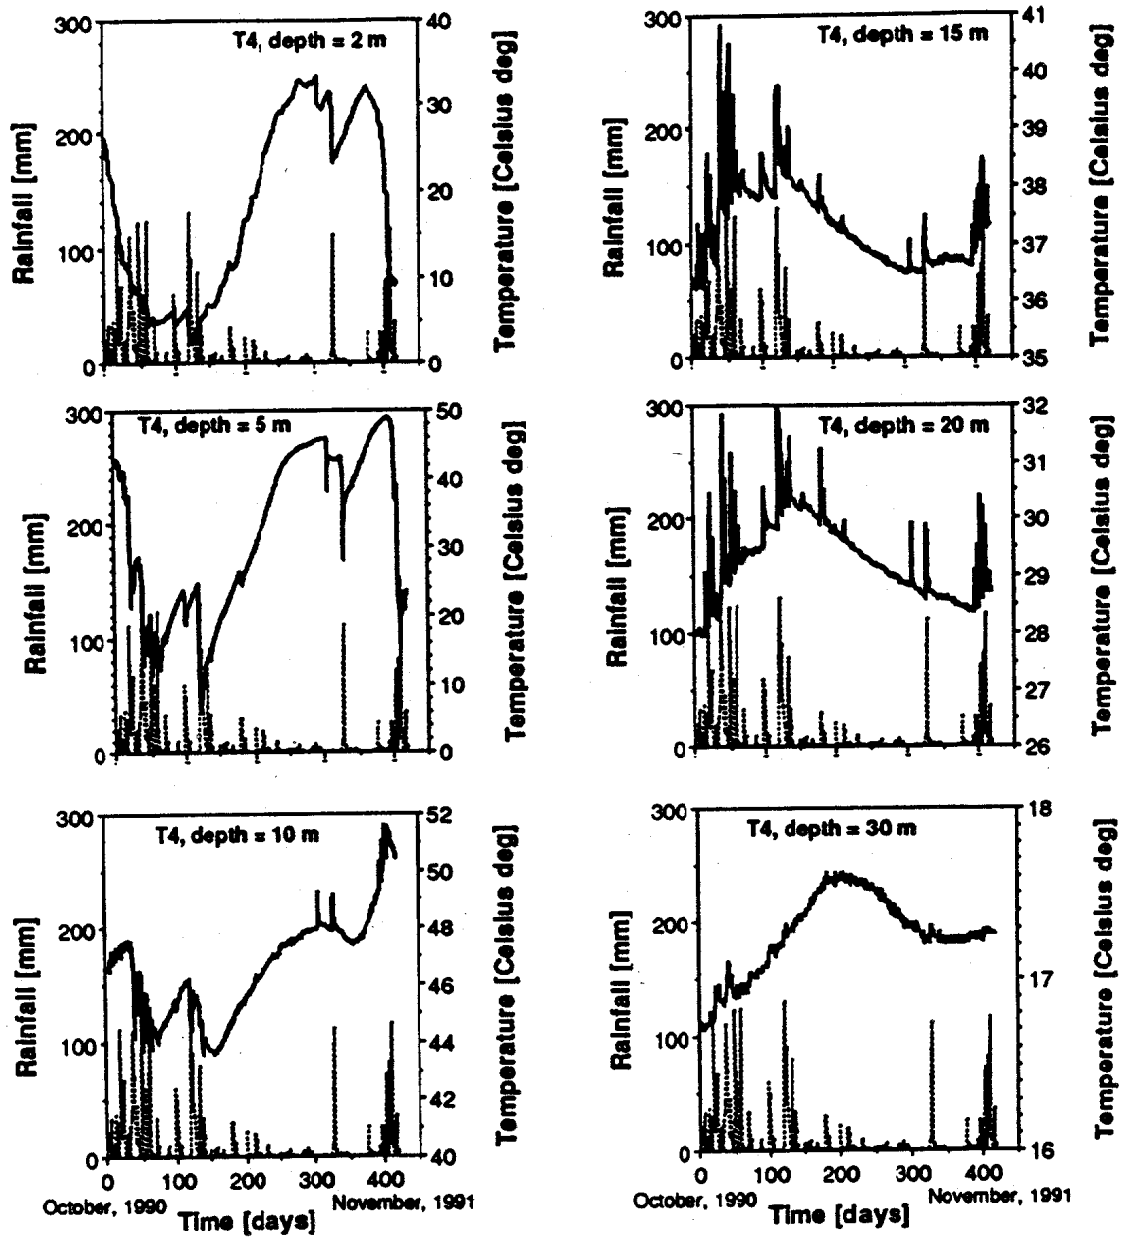 T4, depth = 2 m
Rainfall [mm]
300
200
100
0
40
30
20
10
0
Temperature [Celsius deg]
T4, depth = 15 m
Rainfall [mm]
300
200
100
0
41
40
39
38
37
36
35
Temperature [Celsius deg]
T4, depth = 5 m
Rainfall [mm]
300
200
100
0
50
40
30
20
10
0
Temperature [Celsius deg]
T4, depth = 20 m
Rainfall [mm]
300
200
100
0
32
31
30
29
28
27
26
Temperature [Celsius deg]
T4, depth = 10 m
Rainfall [mm]
300
200
100
0
52
50
48
46
44
42
40
Temperature [Celsius deg]
0 100 200 300 400
October, 1990 November, 1991
Time [days]
T4, depth = 30 m
Rainfall [mm]
300
200
100
0
18
17
16
Temperature [Celsius deg]
0 100 200 300 400
October, 1990 November, 1991
Time [days]